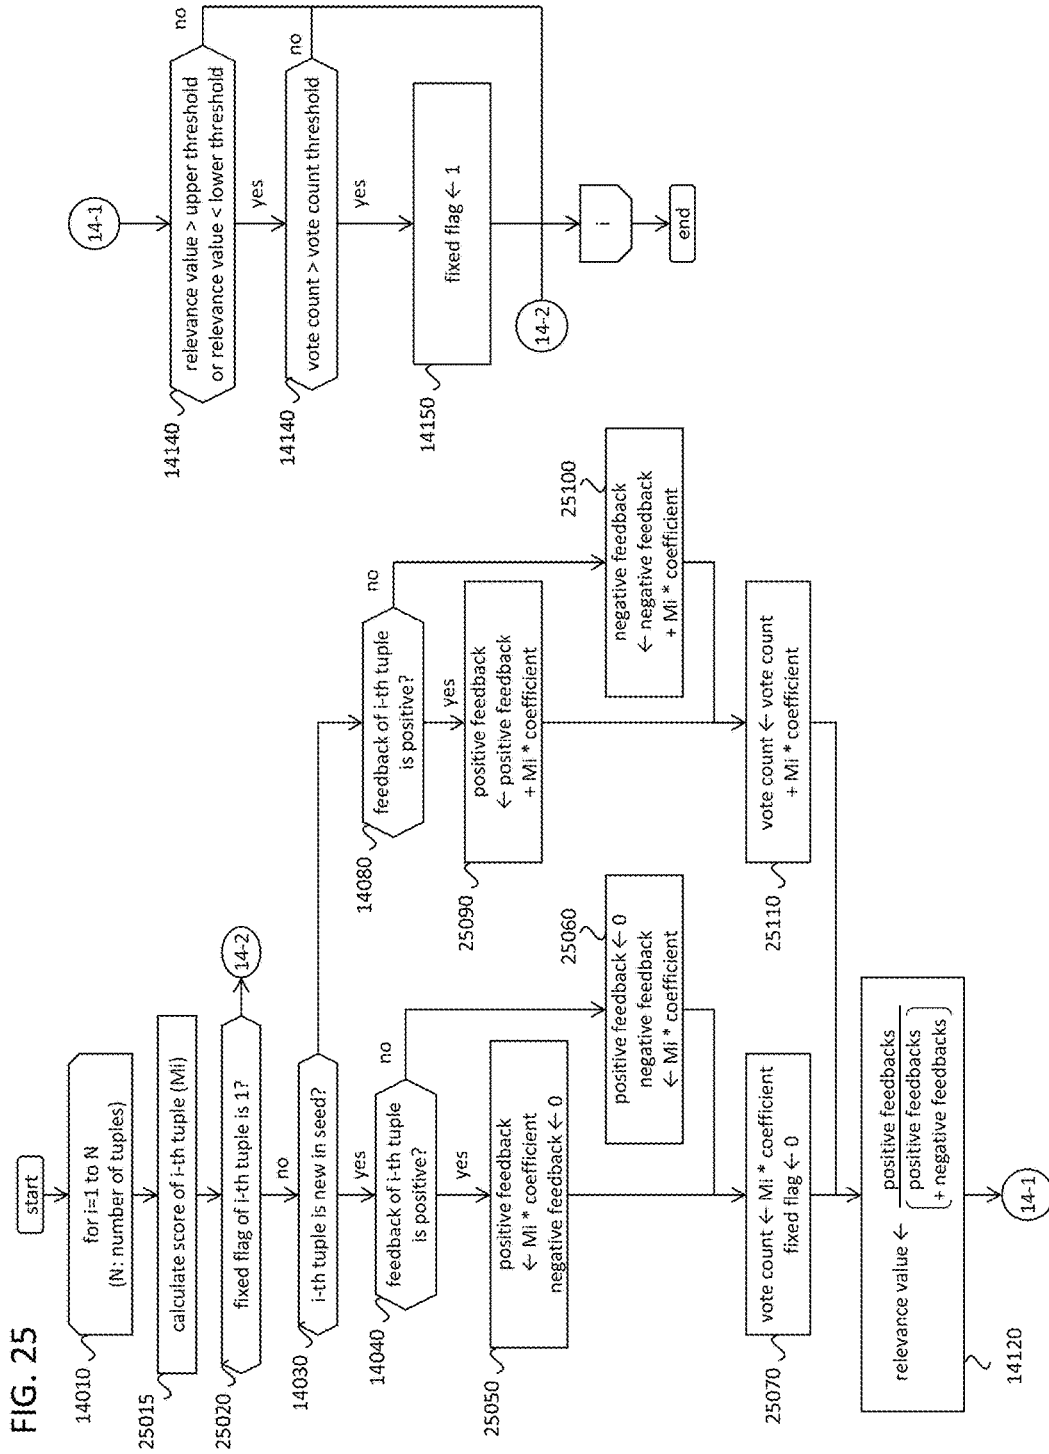 FIG. 25
start
14010
for i=1 to N
(N: number of tuples)
25015
calculate score of i-th tuple (Mi)
25020
fixed flag of i-th tuple is 1?
14-2
no
14030
i-th tuple is new in seed?
yes
14040
feedback of i-th tuple
is positive?
no
yes
25050
positive feedback
← Mi * coefficient
negative feedback ← 0
25060
positive feedback ← 0
negative feedback
← Mi * coefficient
25070
vote count ← Mi * coefficient
fixed flag ← 0
14080
feedback of i-th tuple
is positive?
no
yes
25090
positive feedback
← positive feedback
+ Mi * coefficient
25100
negative feedback
← negative feedback
+ Mi * coefficient
25110
vote count ← vote count
+ Mi * coefficient
14120
relevance value ←
positive feedbacks
positive feedbacks
+ negative feedbacks
14-1
14-1
14140
relevance value > upper threshold
or relevance value < lower threshold
no
yes
14140
vote count > vote count threshold
no
yes
14150
fixed flag ← 1
14-2
i
end